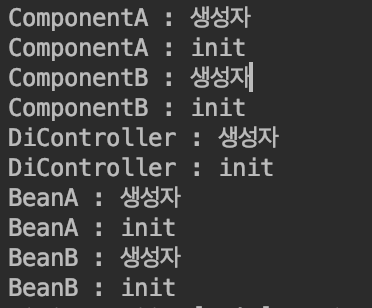 ComponentA : 생성자
ComponentA : init
ComponentB : 생성자
ComponentB : init
DiController : 생성자
DiController : init
BeanA : 생성자
BeanA : init
BeanB : 생성자
BeanB : init